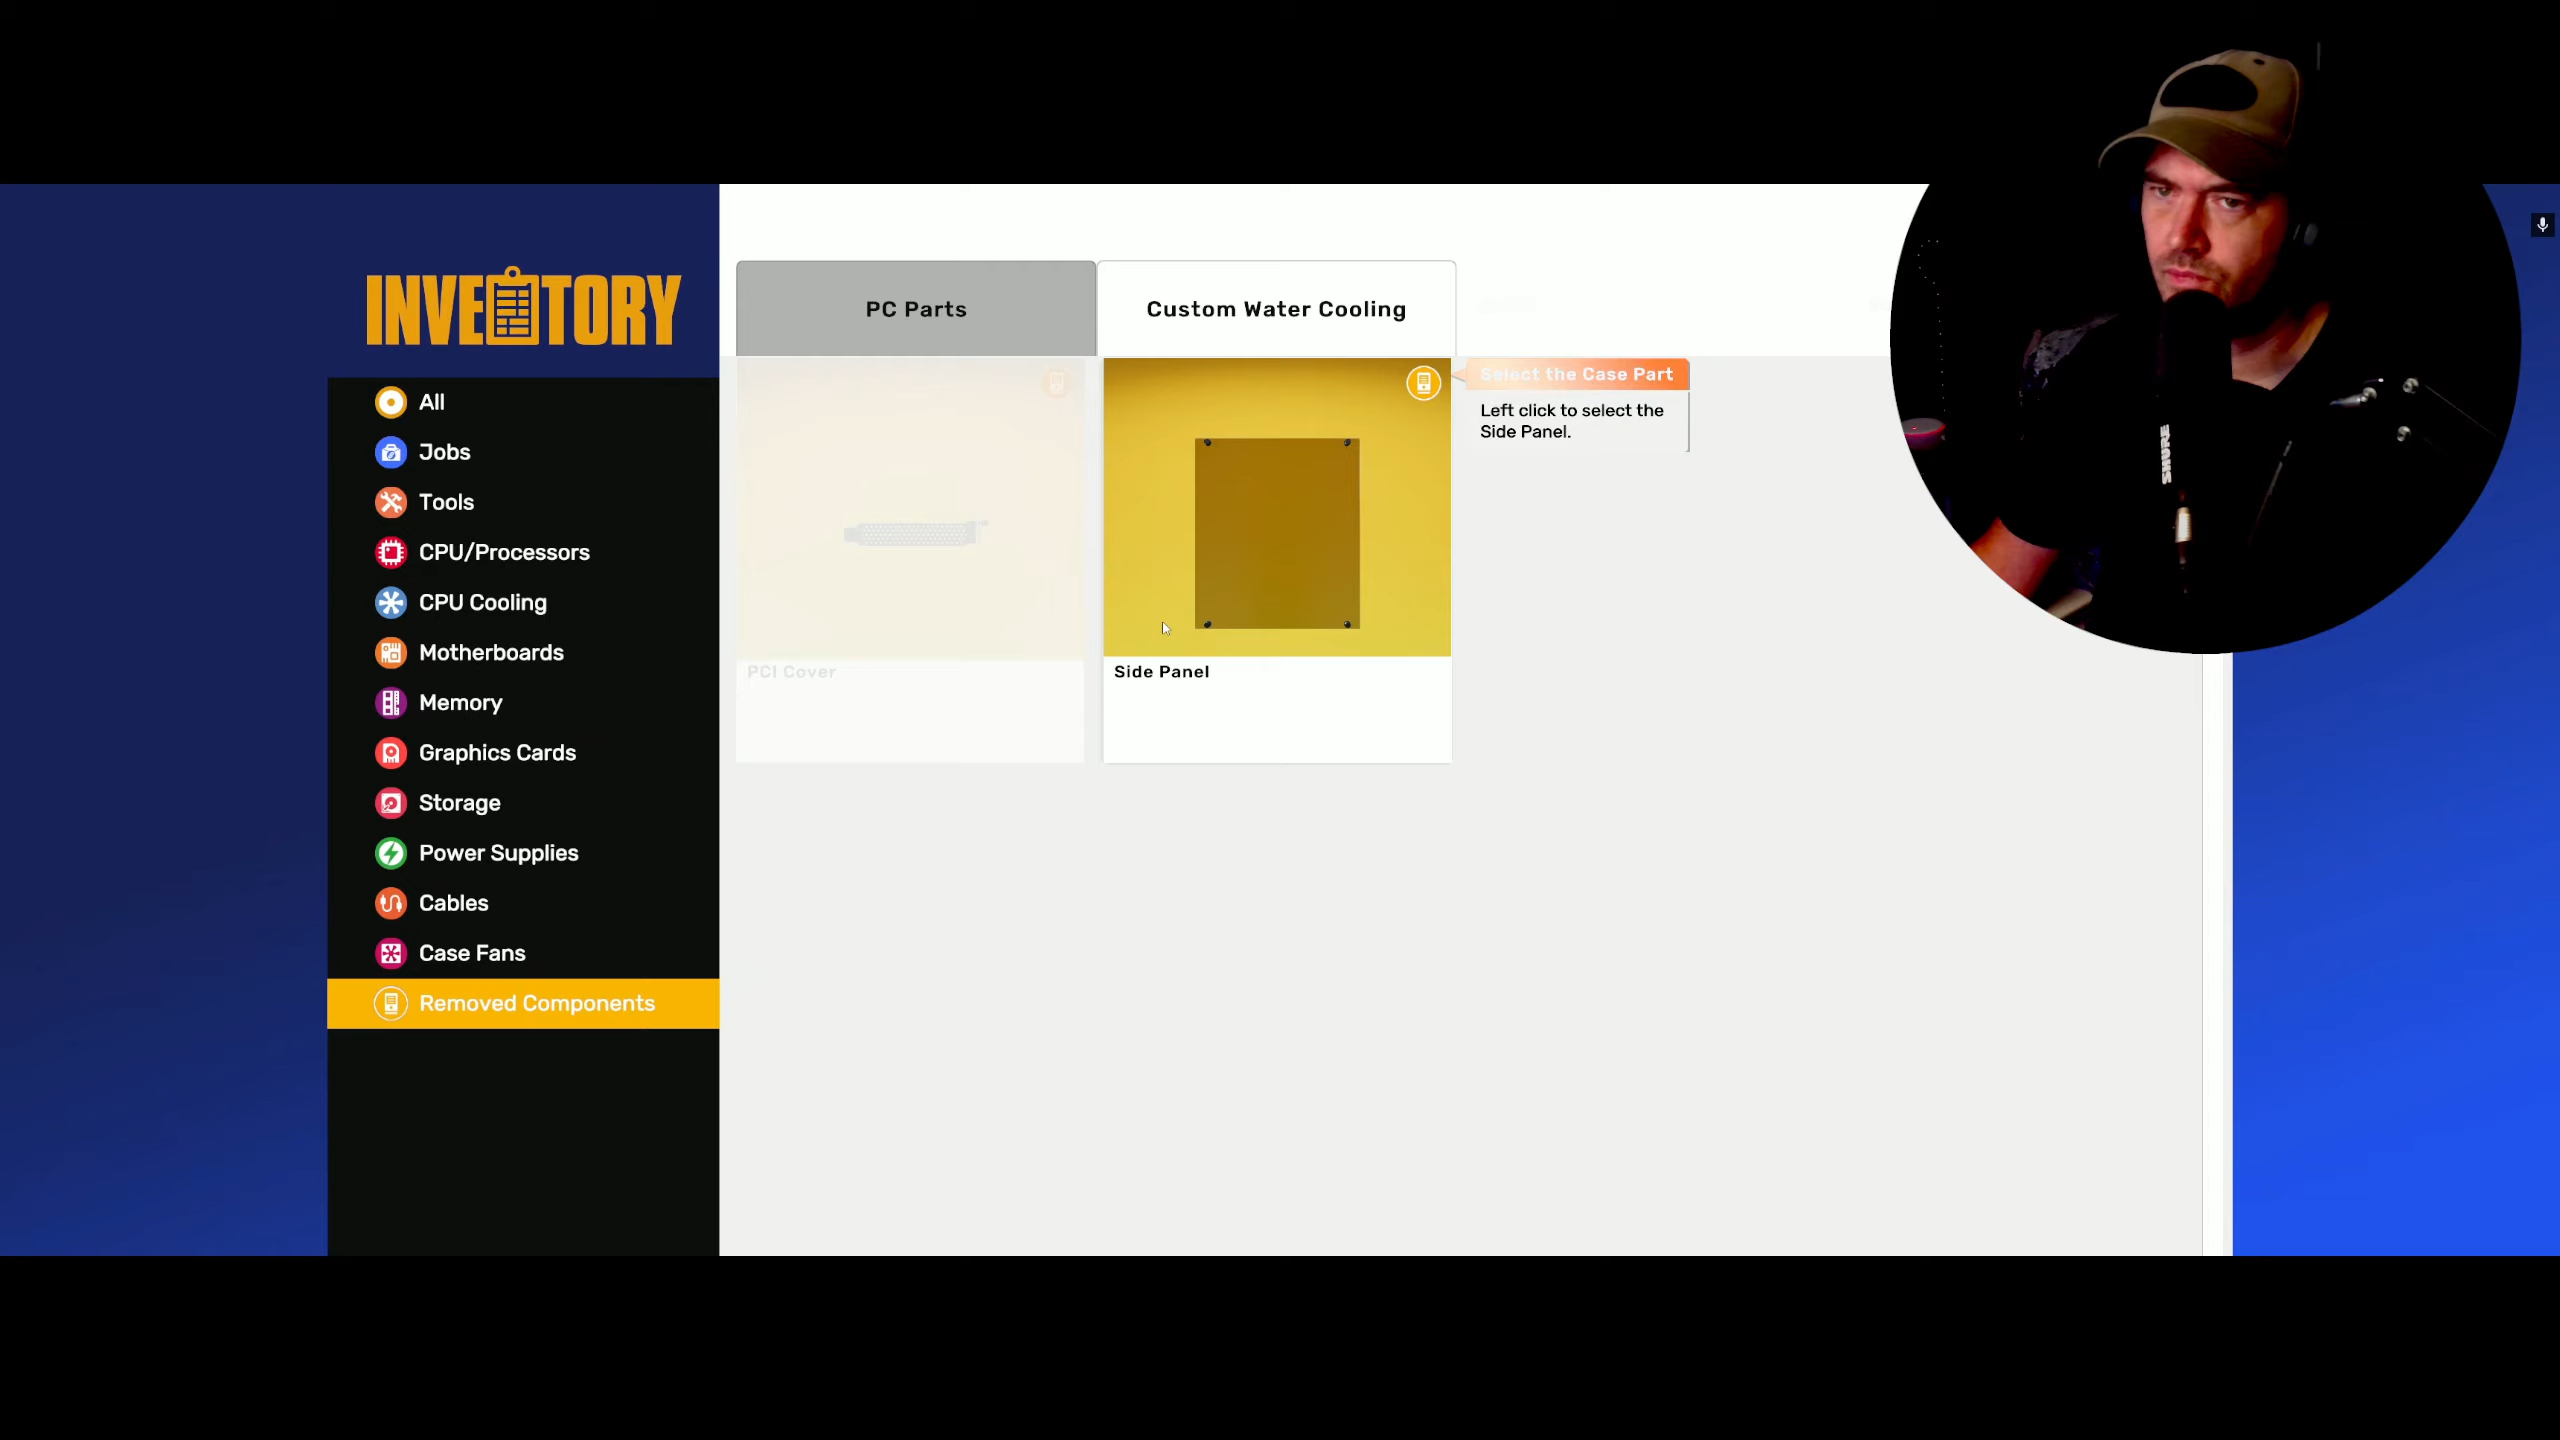 INVENTORY
All
Jobs
Tools
CPU/Processors
CPU Cooling
Motherboards
Memory
Graphics Cards
Storage
Power Supplies
Cables
Case Fans
Removed Components
PC Parts
Custom Water Cooling
PCI Cover
Side Panel
Select the Case Part
Left click to select the
Side Panel.
SHURE